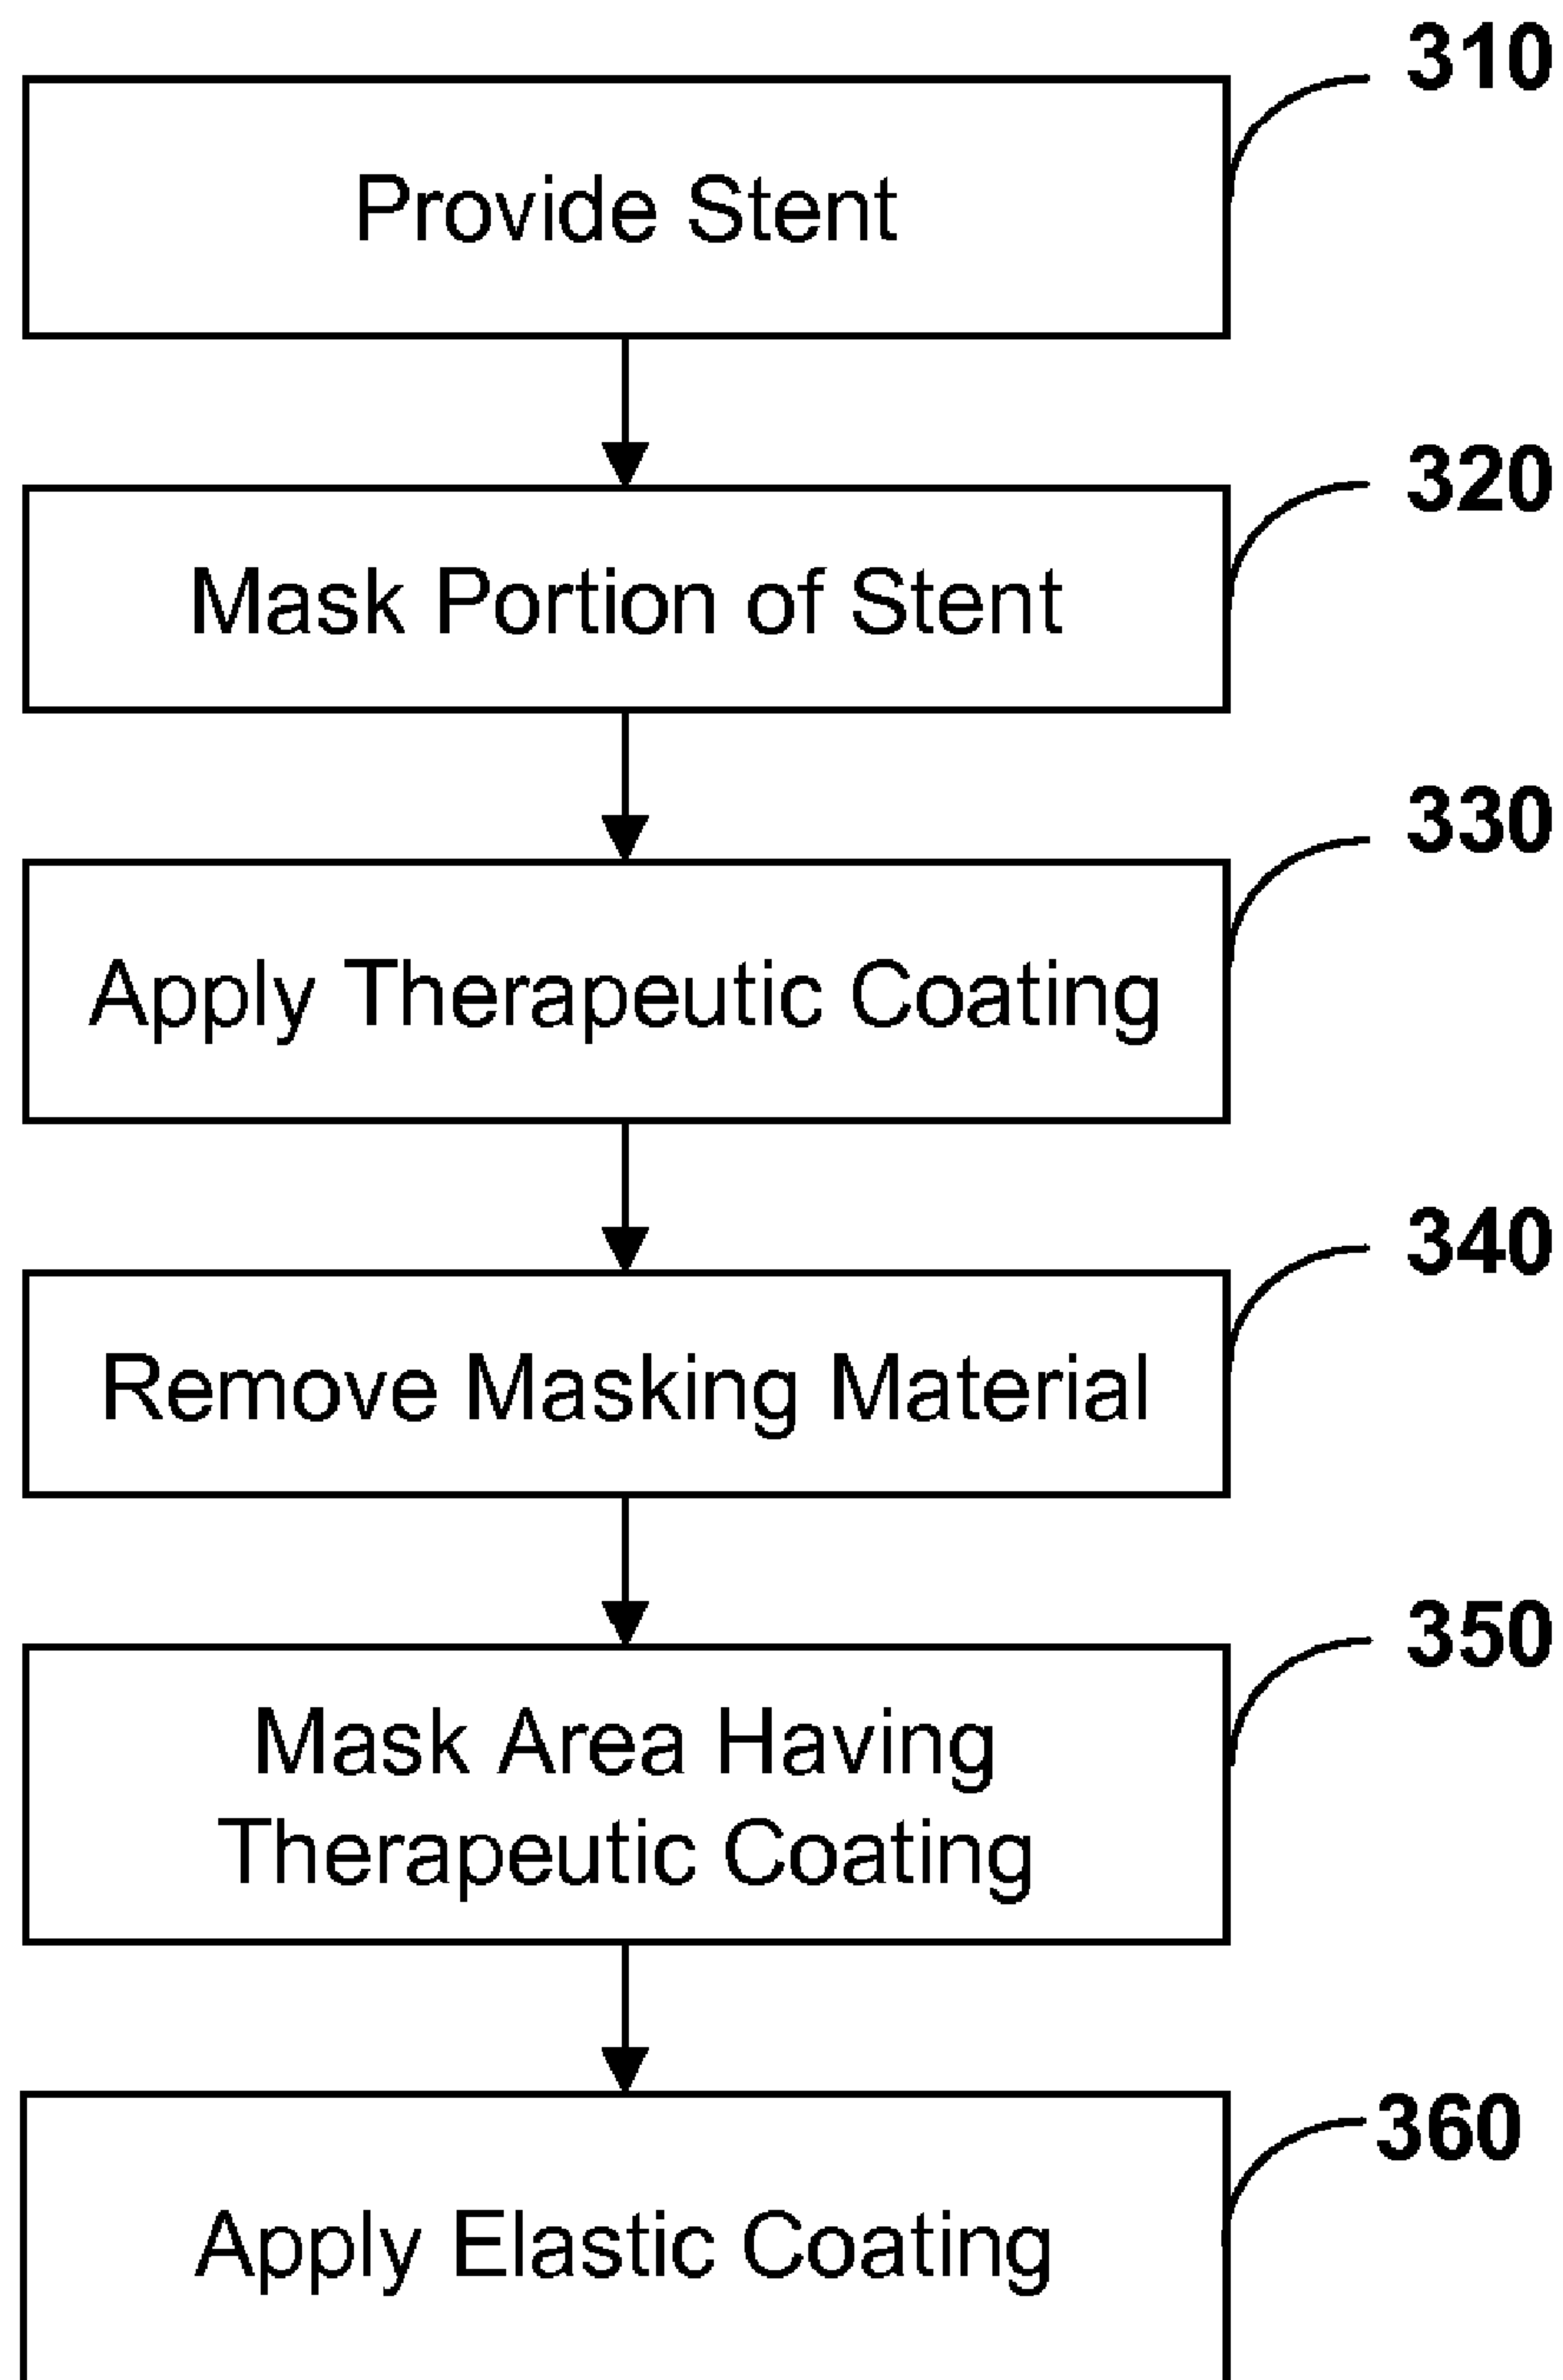 310
Provide Stent
320
Mask Portion of Stent
330
Apply Therapeutic Coating
340
Remove Masking Material
350
Mask Area Having
Therapeutic Coating
360
Apply Elastic Coating